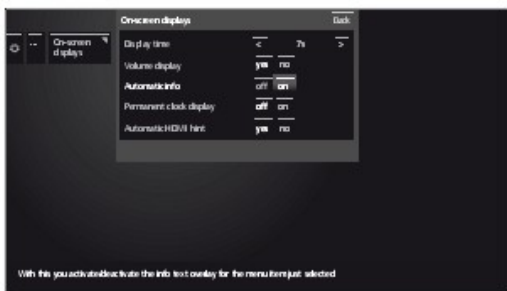 On-screen displays Back
... On-screen displays
Display time < 7s >
Volume display yes no
Automatic info off on
Permanent clock display off on
Automatic HDMI hint yes no
With this you activate/deactivate the info text overlay for the menu item just selected